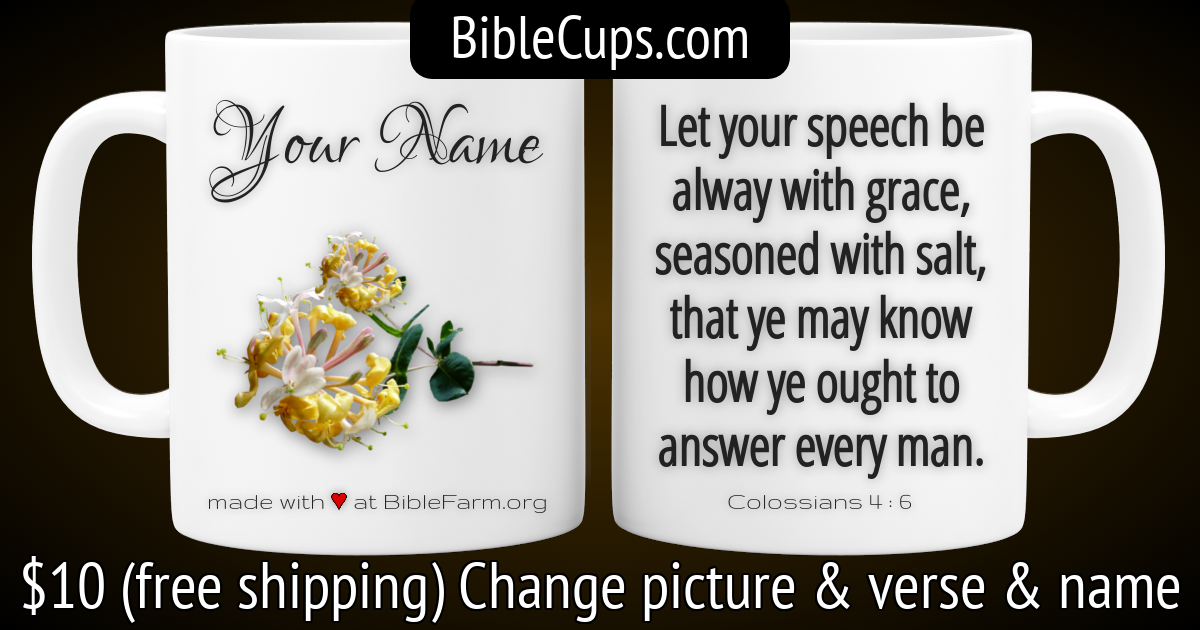 BibleCups.com
Your Name
made with ♥ at BibleFarm.org
Let your speech be
alway with grace,
seasoned with salt,
that ye may know
how ye ought to
answer every man.
Colossians 4 : 6
$10 (free shipping) Change picture & verse & name